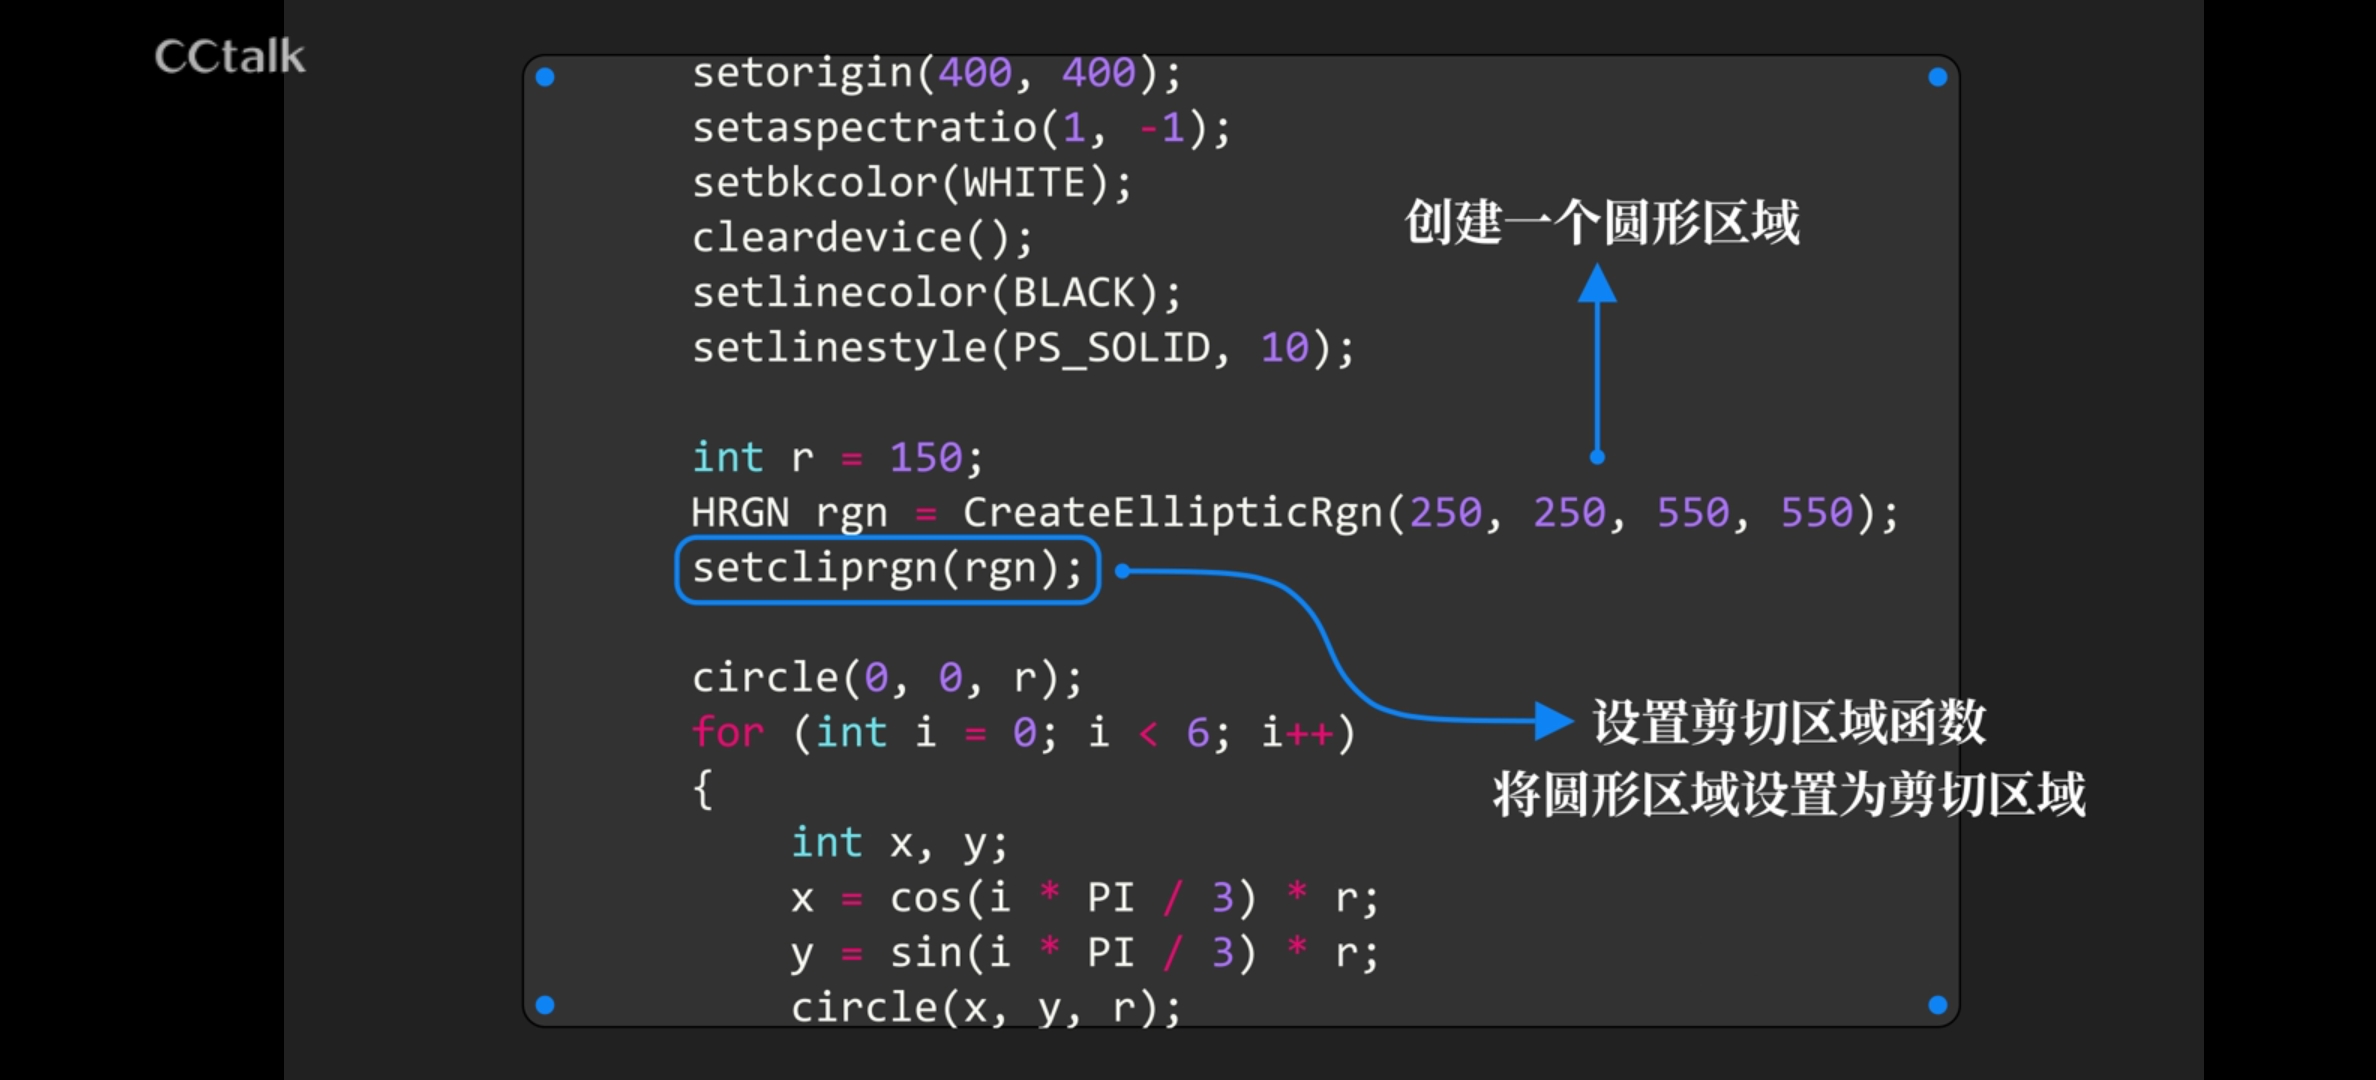 CCtalk
setorigin(400, 400);
setaspectratio(1, -1);
setbkcolor(WHITE);
创建一个圆形区域
cleardevice();
setlinecolor(BLACK);
setlinestyle(PS_SOLID, 10);
int r = 150;
HRGN rgn = CreateEllipticRgn(250, 250, 550, 550);
setcliprgn(rgn);
circle(0, 0, r);
for (int i = 0; i < 6; i++)
设置剪切区域函数
{
将圆形区域设置为剪切区域
int x, y;
x = cos(i * PI / 3) * r;
y = sin(i * PI / 3) * r;
circle(x, y, r);